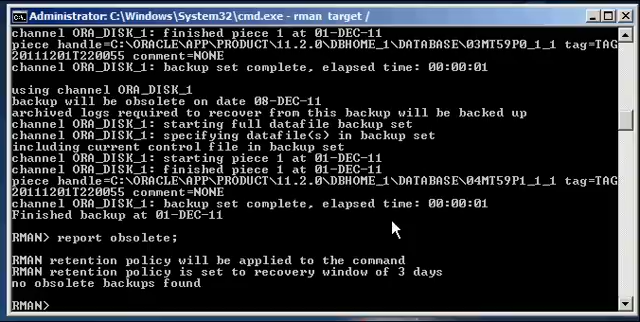 Administrator: C:\Windows\System32\cmd.exe - rman target /
channel ORA_DISK_1: finished piece 1 at 01-DEC-11
piece handle=C:\ORACLE\APP\PRODUCT\11.2.0\DBHOME_1\DATABASE\03MT59P0_1_1 tag=TAG
20111201T220055 comment=NONE
channel ORA_DISK_1: backup set complete, elapsed time: 00:00:01
using channel ORA_DISK_1
backup will be obsolete on date 08-DEC-11
archived logs required to recover from this backup will be backed up
channel ORA_DISK_1: starting full datafile backup set
channel ORA_DISK_1: specifying datafile(s) in backup set
including current control file in backup set
channel ORA_DISK_1: starting piece 1 at 01-DEC-11
channel ORA_DISK_1: finished piece 1 at 01-DEC-11
piece handle=C:\ORACLE\APP\PRODUCT\11.2.0\DBHOME_1\DATABASE\04MT59P1_1_1 tag=TAG
20111201T220055 comment=NONE
channel ORA_DISK_1: backup set complete, elapsed time: 00:00:01
Finished backup at 01-DEC-11
RMAN> report obsolete;
RMAN retention policy will be applied to the command
RMAN retention policy is set to recovery window of 3 days
no obsolete backups found
RMAN>